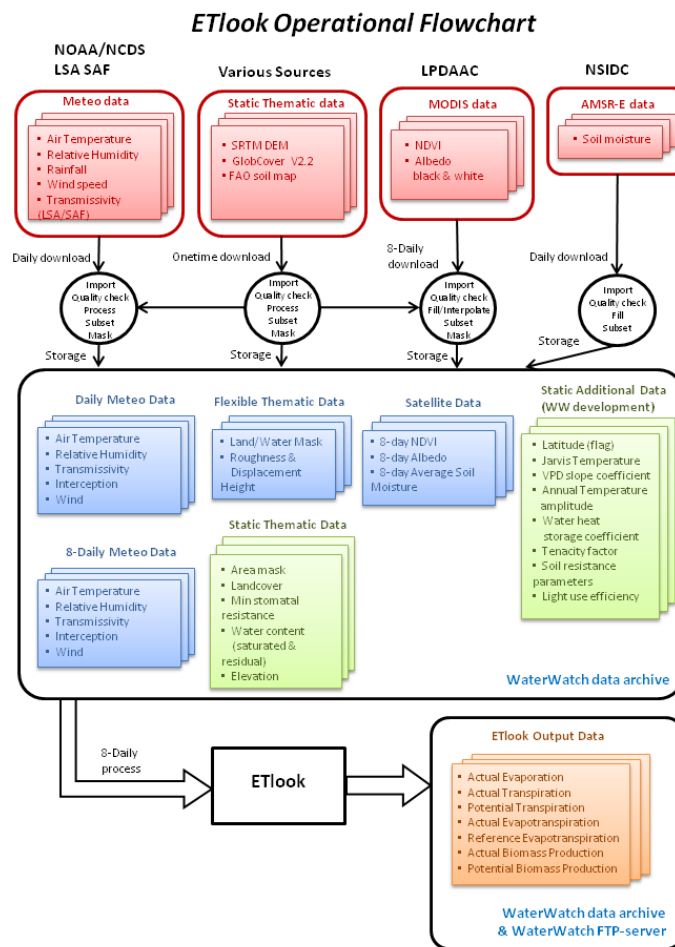 ETlook Operational Flowchart
NOAA/NCDS
LSA SAF
Various Sources
LPDAAC
NSIDC
Meteo data
Air Temperature
Relative Humidity
Rainfall
Wind speed
Transmissivity
(LSA/SAF)
Static Thematic data
SRTM DEM
GlobCover V2.2
FAO soil map
MODIS data
NDVI
Albedo
black & white
AMSR-E data
Soil moisture
Daily download
Onetime download
8-Daily
download
Daily download
Import
Quality check
Process
Subset
Mask
Import
Quality check
Process
Subset
Mask
Import
Quality check
Fill/Interpolate
Subset
Mask
Import
Quality check
Fill
Subset
Storage
Storage
Storage
Storage
Daily Meteo Data
Air Temperature
Relative Humidity
Transmissivity
Interception
Wind
Flexible Thematic Data
Land/Water Mask
Roughness &
Displacement
Height
Satellite Data
8-day NDVI
8-day Albedo
8-day Average Soil
Moisture
Static Additional Data
(WW development)
Latitude (flag)
Jarvis Temperature
VPD slope coefficient
Annual Temperature
amplitude
Water heat
storage coefficient
Tenacity factor
Soil resistance
parameters
Light use efficiency
8-Daily Meteo Data
Air Temperature
Relative Humidity
Transmissivity
Interception
Wind
Static Thematic Data
Area mask
Landcover
Min stomatal
resistance
Water content
(saturated &
residual)
Elevation
WaterWatch data archive
8-Daily
process
ETlook
ETlook Output Data
Actual Evaporation
Actual Transpiration
Potential Transpiration
Actual Evapotranspiration
Reference Evapotranspiration
Actual Biomass Production
Potential Biomass Production
WaterWatch data archive
& WaterWatch FTP-server